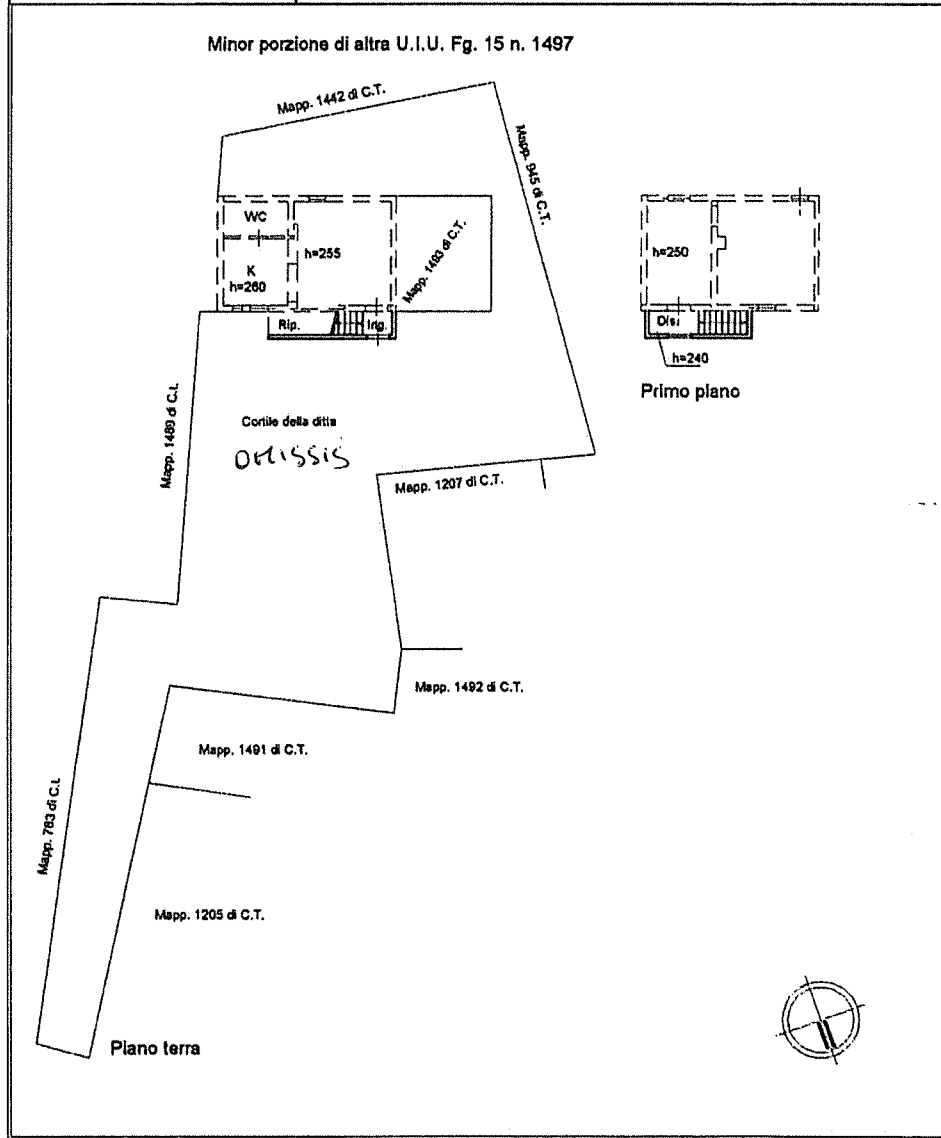 Minor porzione di altra U.I.U. Fg. 15 n. 1497
Mapp. 1442 di C.T.
Mapp. 945 di C.T.
WC
h=255
K
h=260
Mapp. 1493 di C.T.
Rip.
Ing.
h=250
Disi
h=240
Primo piano
Mapp. 1489 di C.T.
Cortile della ditta
OMISSIS
Mapp. 1207 di C.T.
Mapp. 1492 di C.T.
Mapp. 1491 di C.T.
Mapp. 783 di C.T.
Mapp. 1205 di C.T.
Piano terra